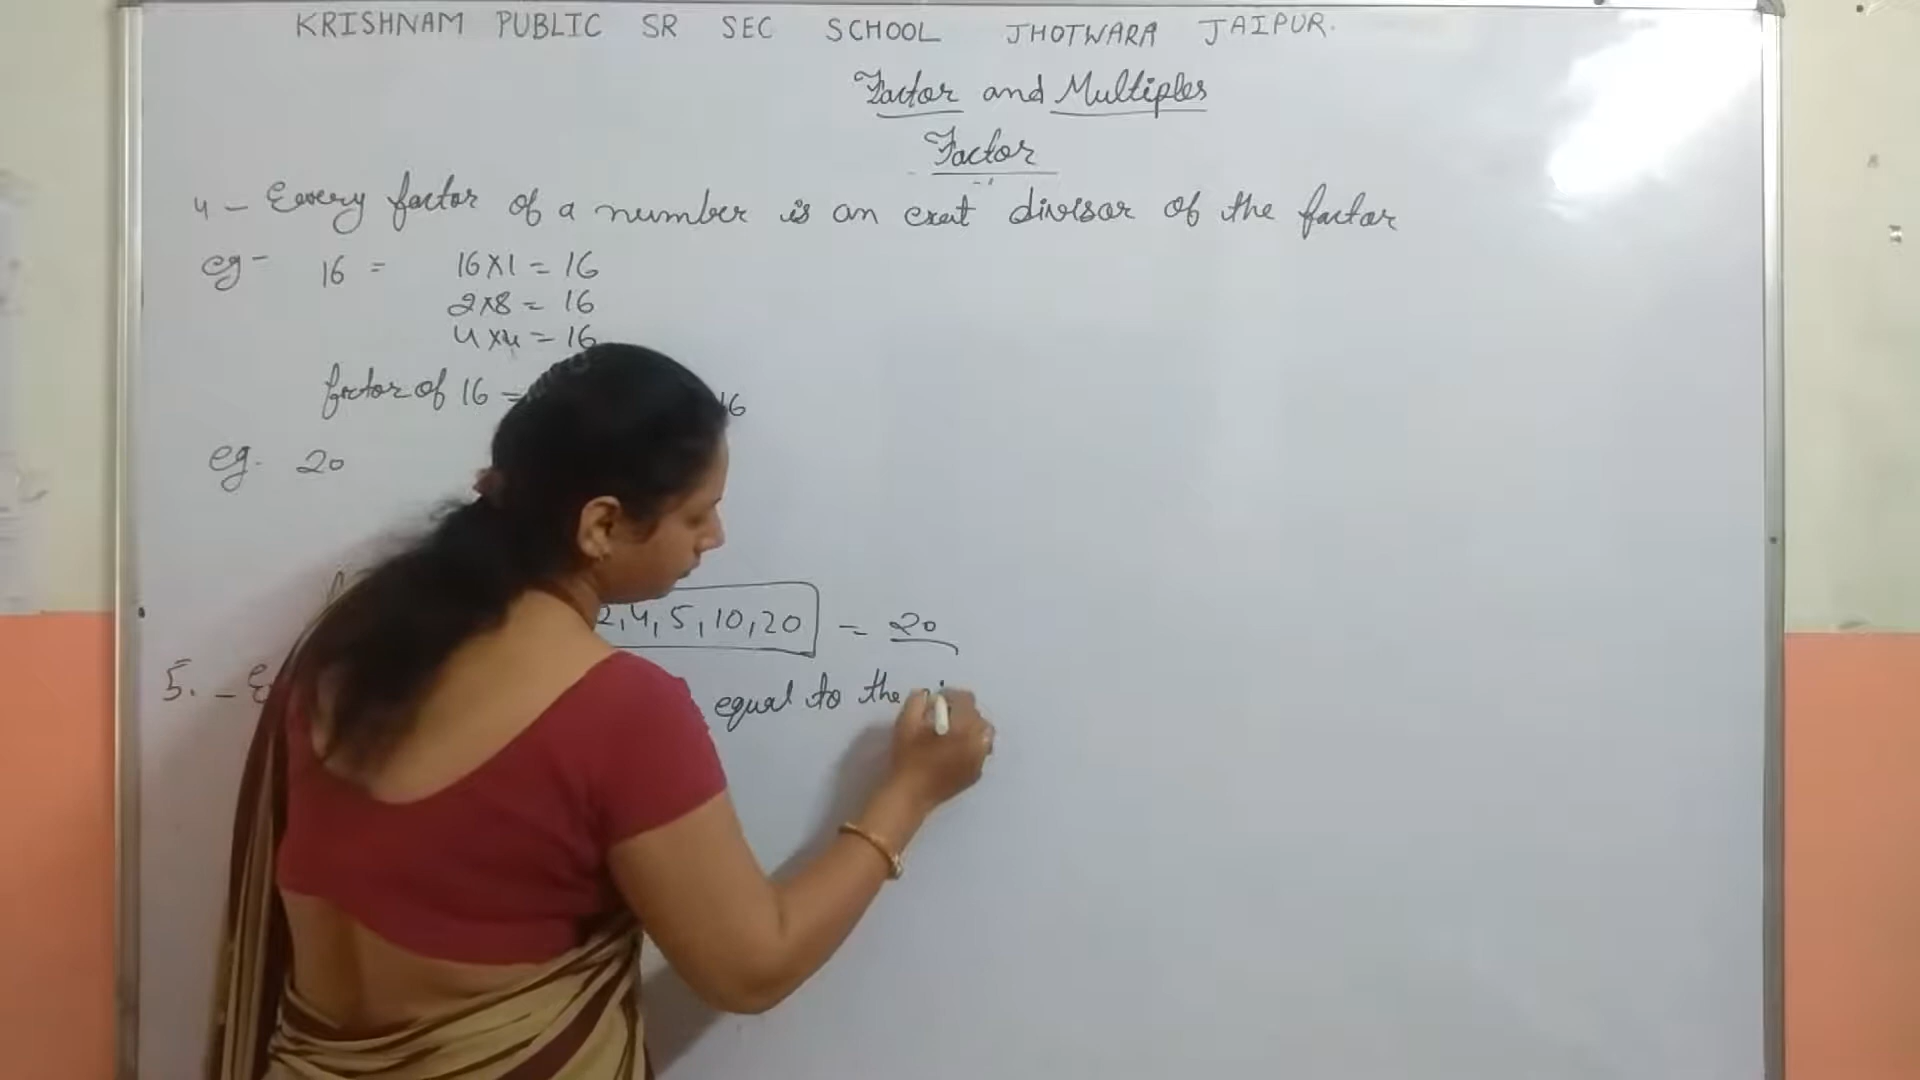 KRISHNAM PUBLIC SR SEC SCHOOL JHOTWARA JAIPUR.
Factor and Multiples
Factor
4 - Every factor of a number is an exat divisor of the factor
eg- 16 = 16×1 = 16
2×8 = 16
4×4 = 16
factor of 16 = 16
eg. 20
2,4,5,10,20 = 20
5. - equal to the